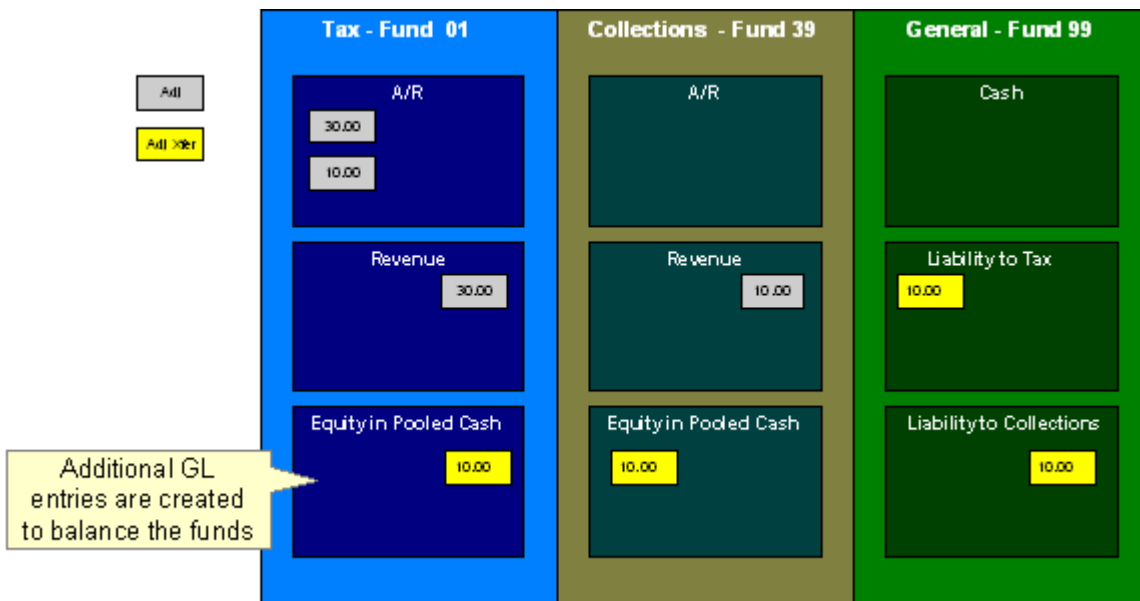 Tax - Fund 01
Collections - Fund 39
General - Fund 99
Adj
Adj Xfer
A/R
30.00
10.00
A/R
Cash
Revenue
30.00
Revenue
10.00
Liability to Tax
10.00
Equity in Pooled Cash
10.00
Equity in Pooled Cash
10.00
Liability to Collections
10.00
Additional GL
entries are created
to balance the funds